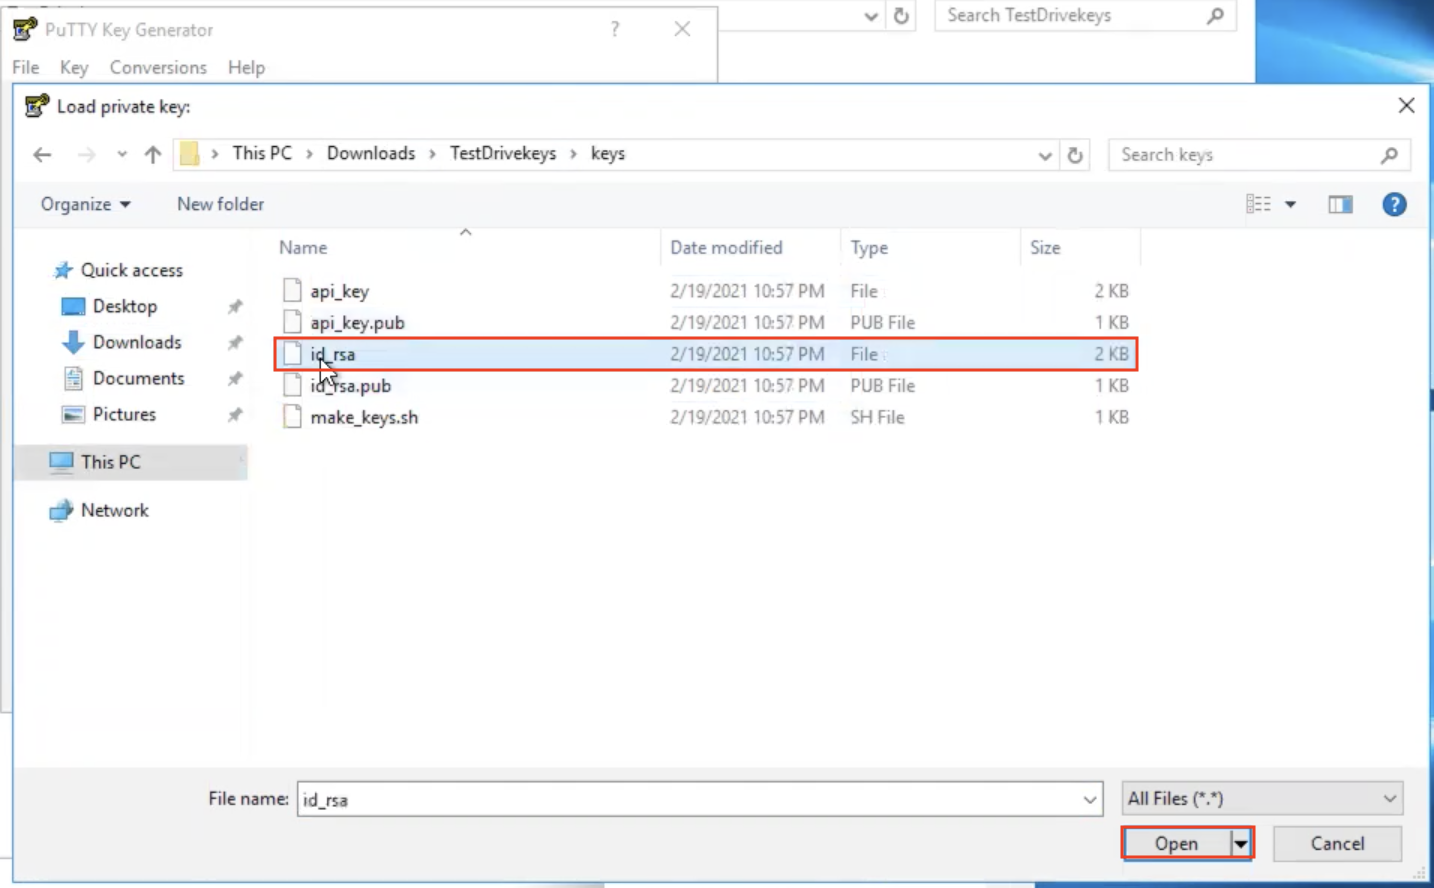 PuTTY Key Generator ?
Search TestDrivekeys
File Key Conversions Help
Load private key:
This PC > Downloads > TestDrivekeys > keys
Search keys
Organize New folder
?
Name Date modified Type Size
Quick access
Desktop
Downloads
Documents
Pictures
This PC
Network
api_key 2/19/2021 10:57 PM File 2 KB
api_key.pub 2/19/2021 10:57 PM PUB File 1 KB
id_rsa 2/19/2021 10:57 PM File 2 KB
id_rsa.pub 2/19/2021 10:57 PM PUB File 1 KB
make_keys.sh 2/19/2021 10:57 PM SH File 1 KB
File name: id_rsa All Files (*.*)
Open Cancel